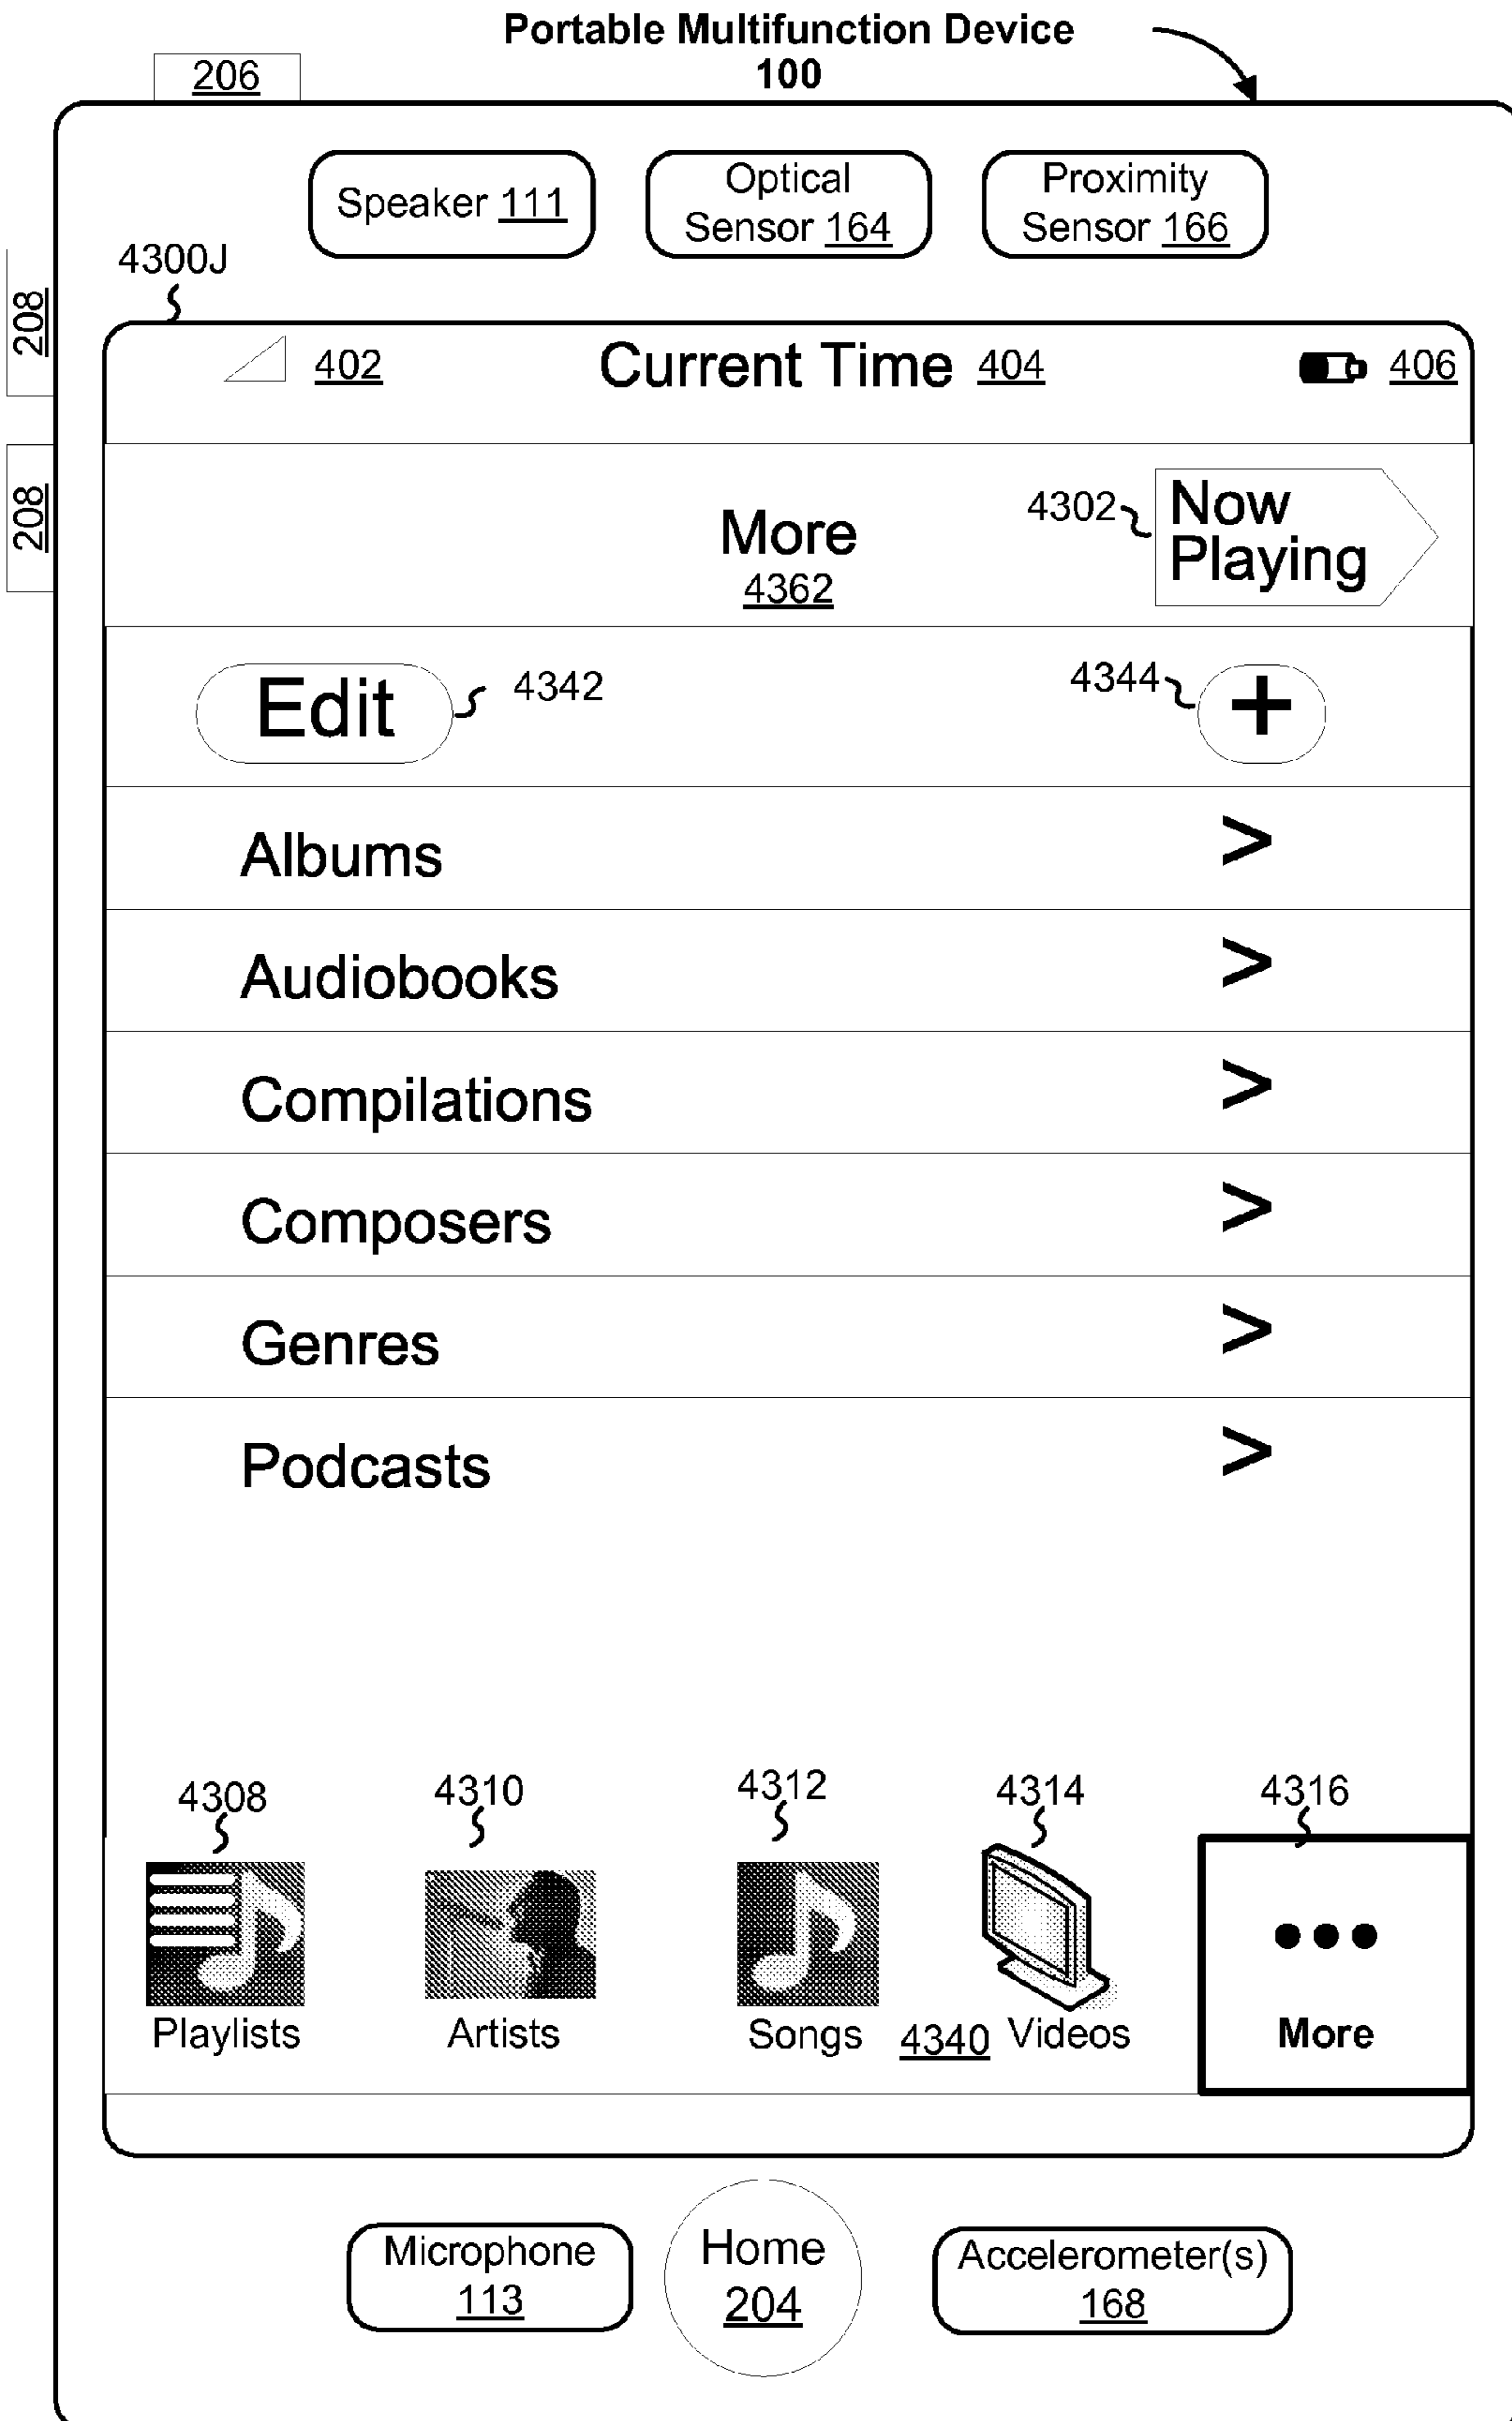 Portable Multifunction Device
100
206
Speaker 111
Optical
Sensor 164
Proximity
Sensor 166
4300J
208
208
402
Current Time 404
406
More
4362
4302
Now
Playing
Edit
4342
4344
+
Albums >
Audiobooks >
Compilations >
Composers >
Genres >
Podcasts >
4308
4310
4312
4314
4316
Playlists
Artists
Songs
4340
Videos
More
Microphone
113
Home
204
Accelerometer(s)
168